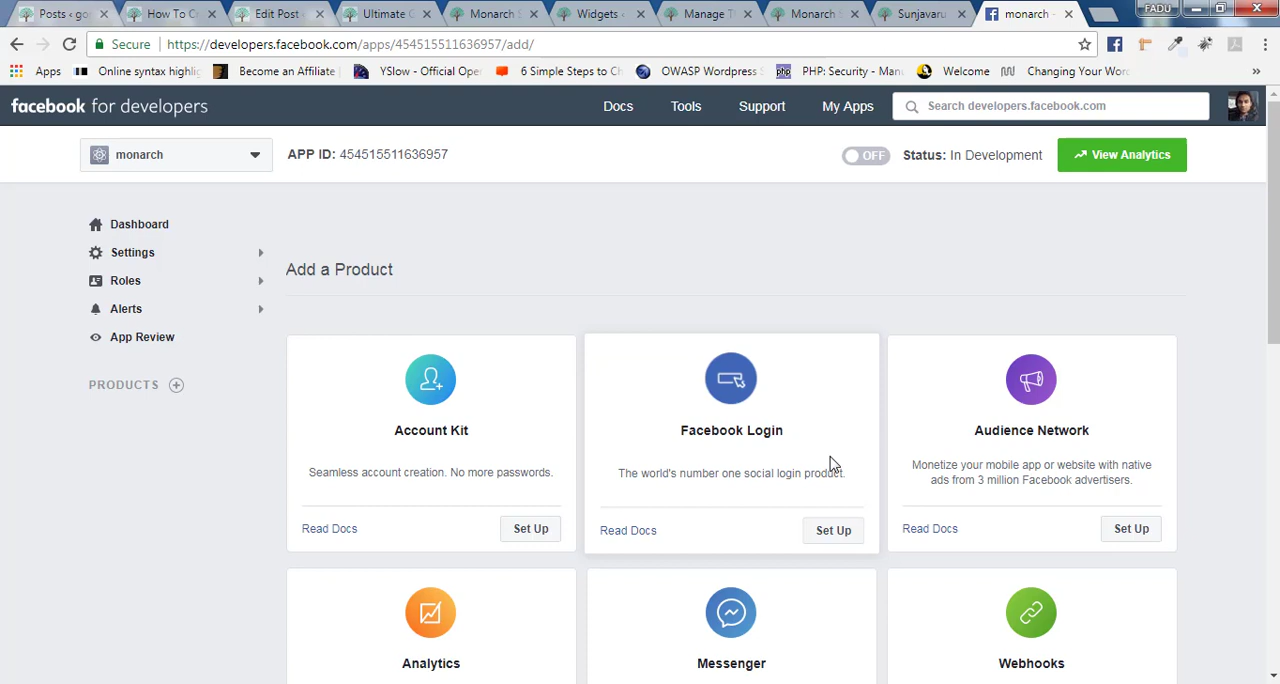 Posts ‹ go
How To C
Edit Post ‹
Ultimate G
Monarch S
Widgets ‹
Manage T
Monarch
Sunjavaru
monarch -
FADU
Secure
https://developers.facebook.com/apps/454515511636957/add/
Apps
Online syntax highlig
Become an Affiliate
YSlow - Official Ope
6 Simple Steps to Ch
OWASP Wordpress S
php
PHP: Security - Manu
Welcome
Changing Your Word
»
facebook for developers
Docs
Tools
Support
My Apps
Search developers.facebook.com
monarch
APP ID: 454515511636957
OFF
Status: In Development
View Analytics
Dashboard
Settings
Roles
Alerts
App Review
PRODUCTS
Add a Product
Account Kit
Seamless account creation. No more passwords.
Read Docs
Set Up
Facebook Login
The world's number one social login product.
Read Docs
Set Up
Audience Network
Monetize your mobile app or website with native
ads from 3 million Facebook advertisers.
Read Docs
Set Up
Analytics
Messenger
Webhooks